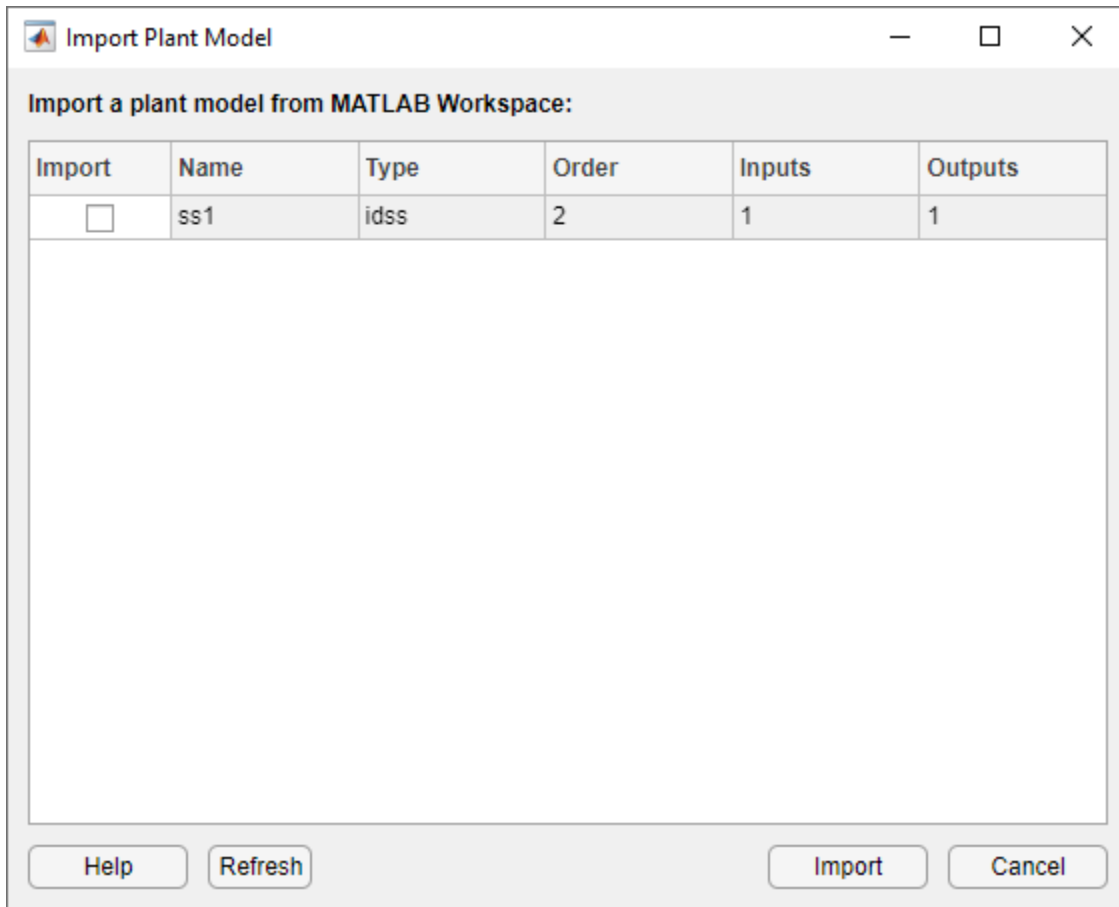 Import Plant Model
Import a plant model from MATLAB Workspace:
Import Name Type Order Inputs Outputs
ss1 idss 2 1 1
Help Refresh Import Cancel